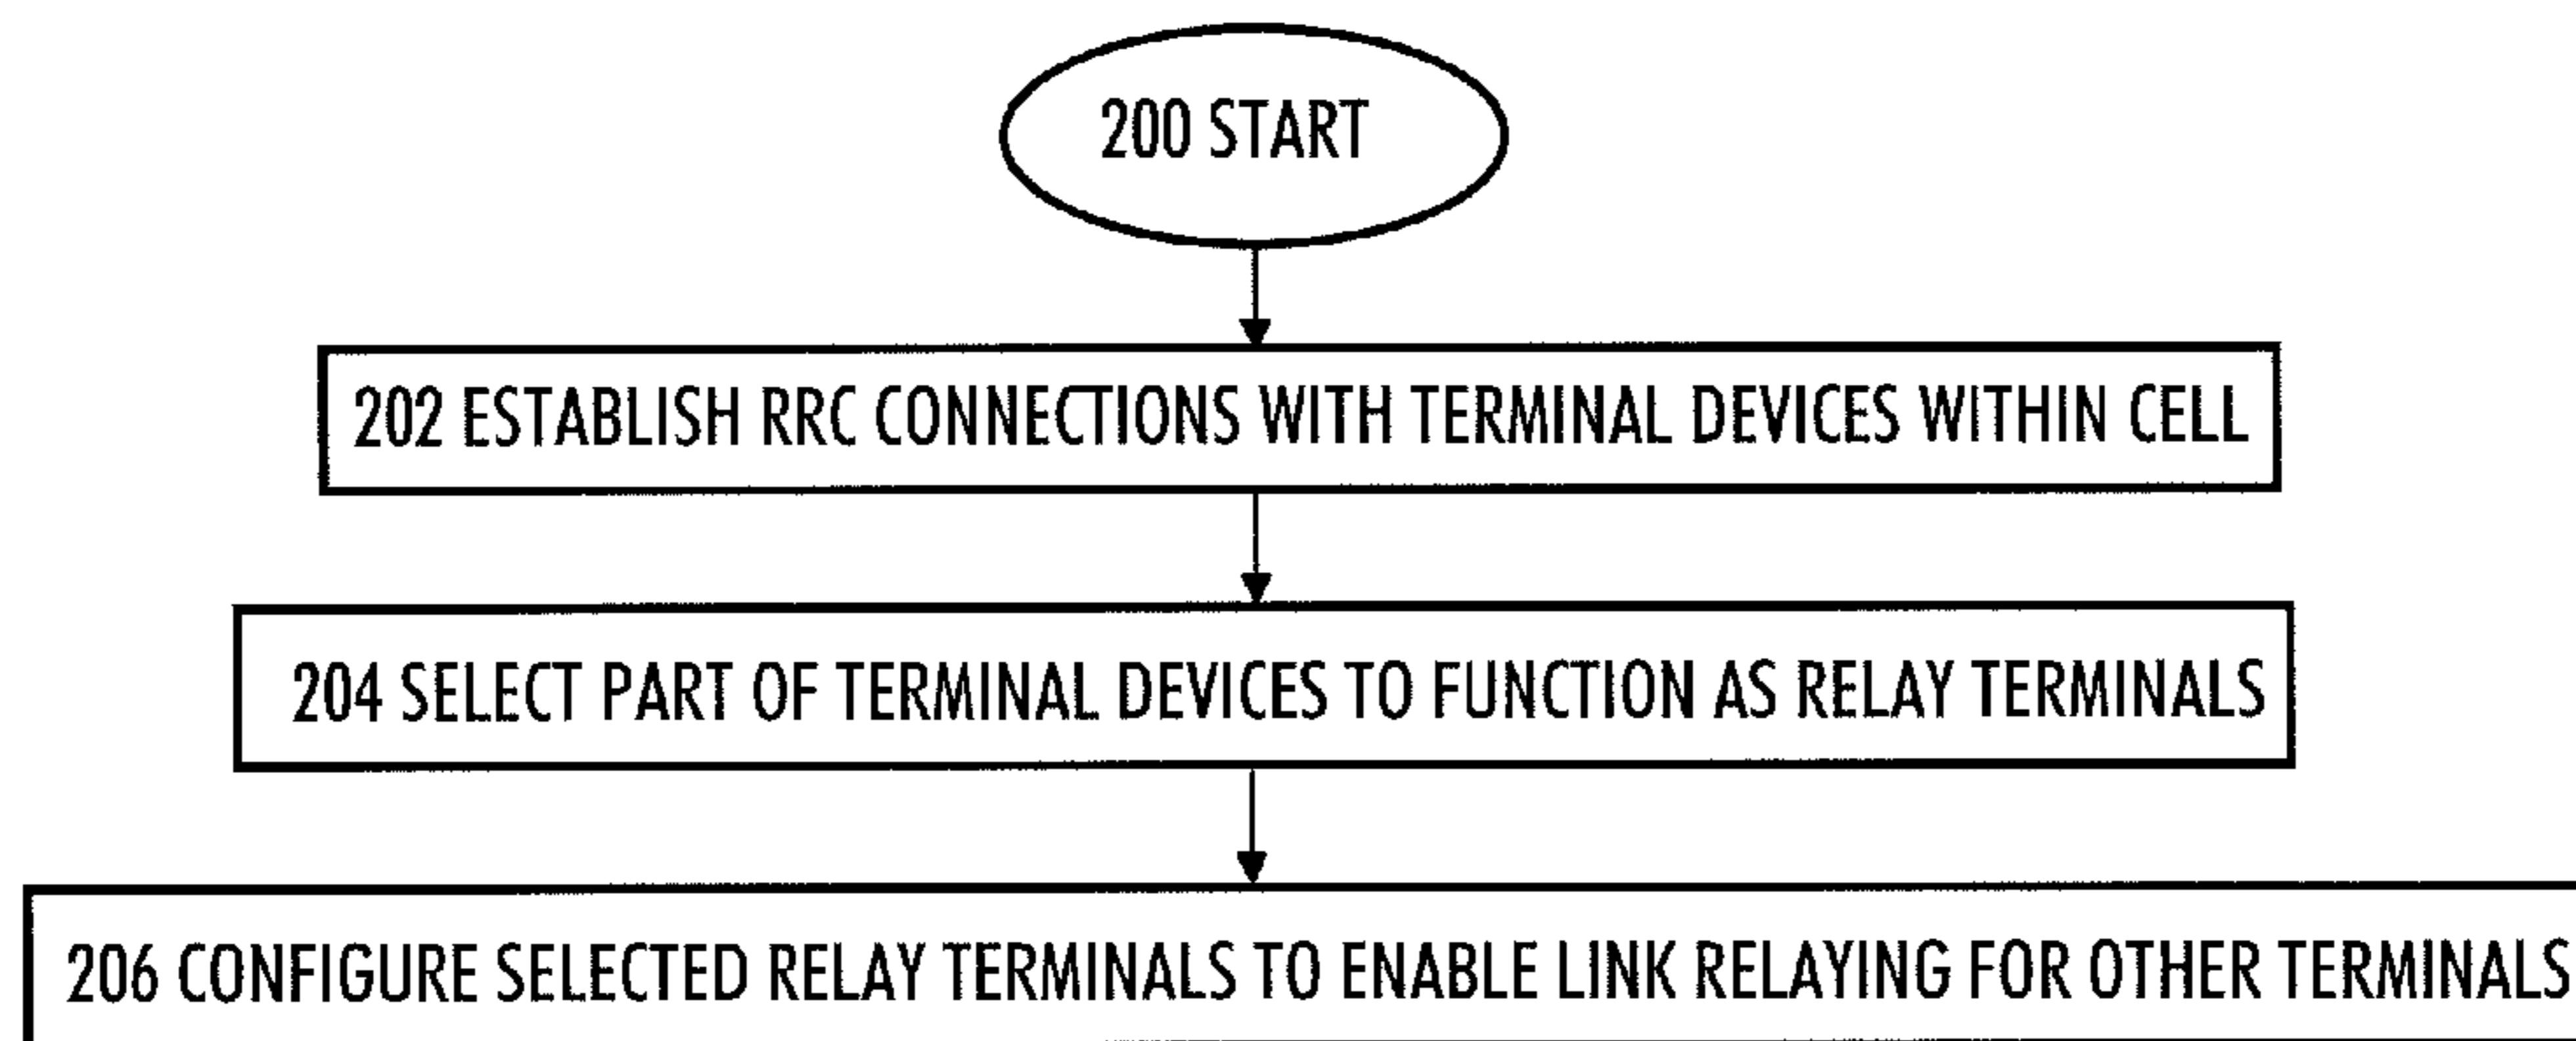 200 START
202 ESTABLISH RRC CONNECTIONS WITH TERMINAL DEVICES WITHIN CELL
204 SELECT PART OF TERMINAL DEVICES TO FUNCTION AS RELAY TERMINALS
206 CONFIGURE SELECTED RELAY TERMINALS TO ENABLE LINK RELAYING FOR OTHER TERMINALS